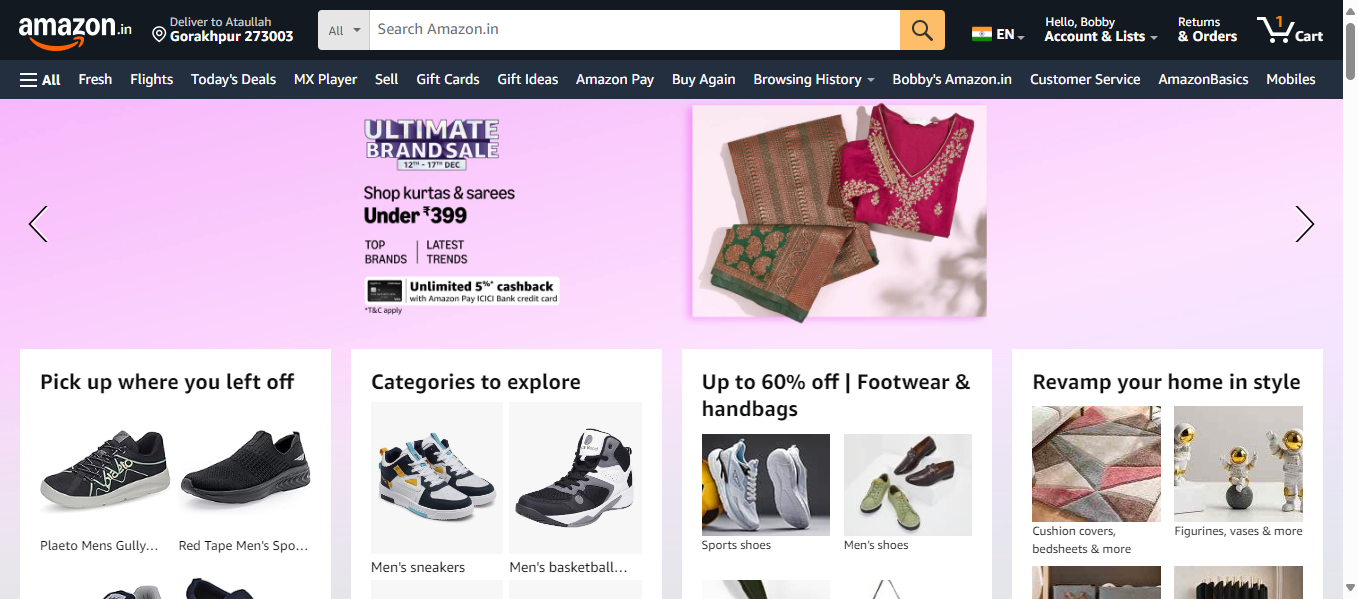 amazon.in
Deliver to Ataullah
Gorakhpur 273003
All
Search Amazon.in
EN
Hello, Bobby
Account & Lists
Returns
& Orders
1
Cart
All
Fresh
Flights
Today's Deals
MX Player
Sell
Gift Cards
Gift Ideas
Amazon Pay
Buy Again
Browsing History
Bobby's Amazon.in
Customer Service
AmazonBasics
Mobiles
ULTIMATE
BRAND SALE
12TH - 17TH DEC
Shop kurtas & sarees
Under ₹399
TOP
BRANDS
LATEST
TRENDS
Unlimited 5%* cashback
with Amazon Pay ICICI Bank credit card
*T&C apply
Pick up where you left off
Plaeto Mens Gully…
Red Tape Men's Spo…
Categories to explore
Men's sneakers
Men's basketball…
Up to 60% off | Footwear &
handbags
Sports shoes
Men's shoes
Revamp your home in style
Cushion covers,
bedsheets & more
Figurines, vases & more